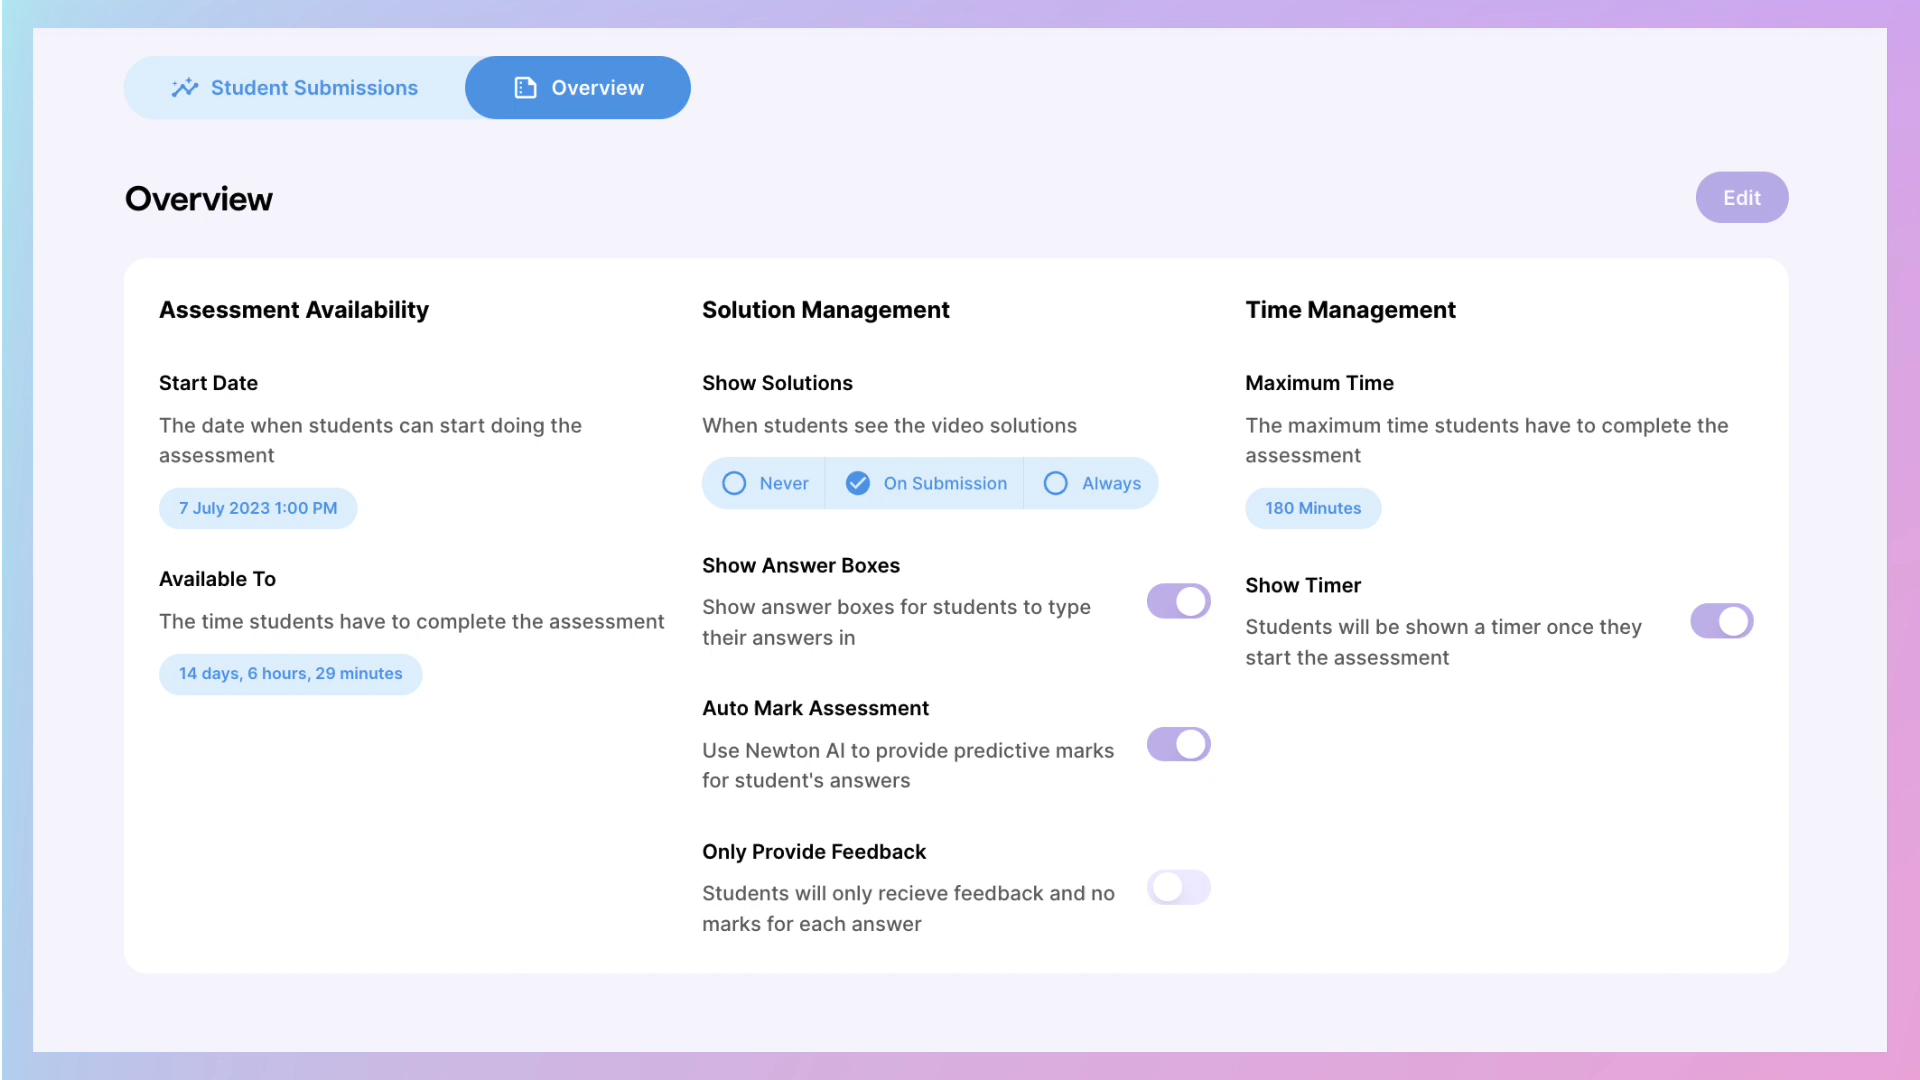 Student Submissions
Overview
Overview
Edit
Assessment Availability
Start Date
The date when students can start doing the
assessment
7 July 2023 1:00 PM
Available To
The time students have to complete the assessment
14 days, 6 hours, 29 minutes
Solution Management
Show Solutions
When students see the video solutions
Never
On Submission
Always
Show Answer Boxes
Show answer boxes for students to type
their answers in
Auto Mark Assessment
Use Newton AI to provide predictive marks
for student's answers
Only Provide Feedback
Students will only recieve feedback and no
marks for each answer
Time Management
Maximum Time
The maximum time students have to complete the
assessment
180 Minutes
Show Timer
Students will be shown a timer once they
start the assessment